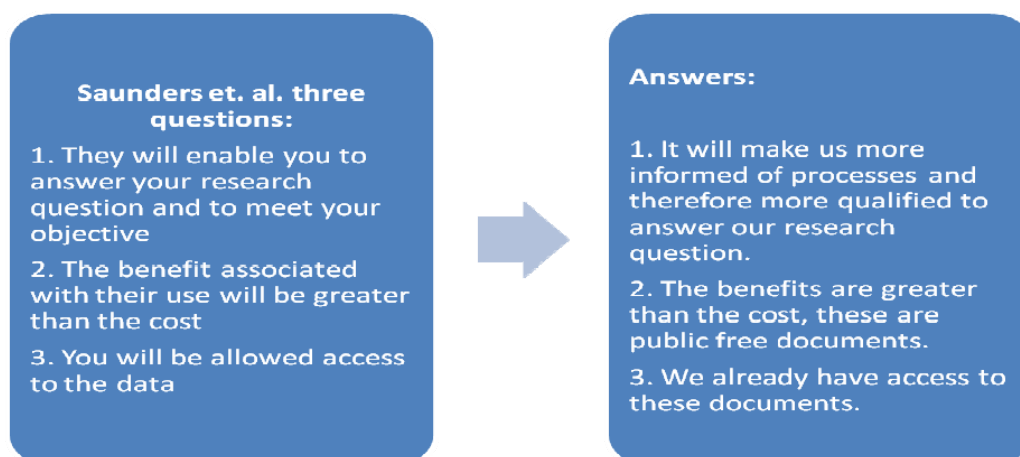 Saunders et. al. three
questions:
1. They will enable you to
answer your research
question and to meet your
objective
2. The benefit associated
with their use will be greater
than the cost
3. You will be allowed access
to the data
Answers:
1. It will make us more
informed of processes and
therefore more qualified to
answer our research
question.
2. The benefits are greater
than the cost, these are
public free documents.
3. We already have access to
these documents.